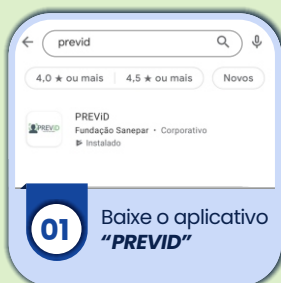 previd
4,0 ★ ou mais
4,5 ★ ou mais
Novos
PREVID
PREViD
Fundação Sanepar • Corporativo
Instalado
01
Baixe o aplicativo
“PREVID”